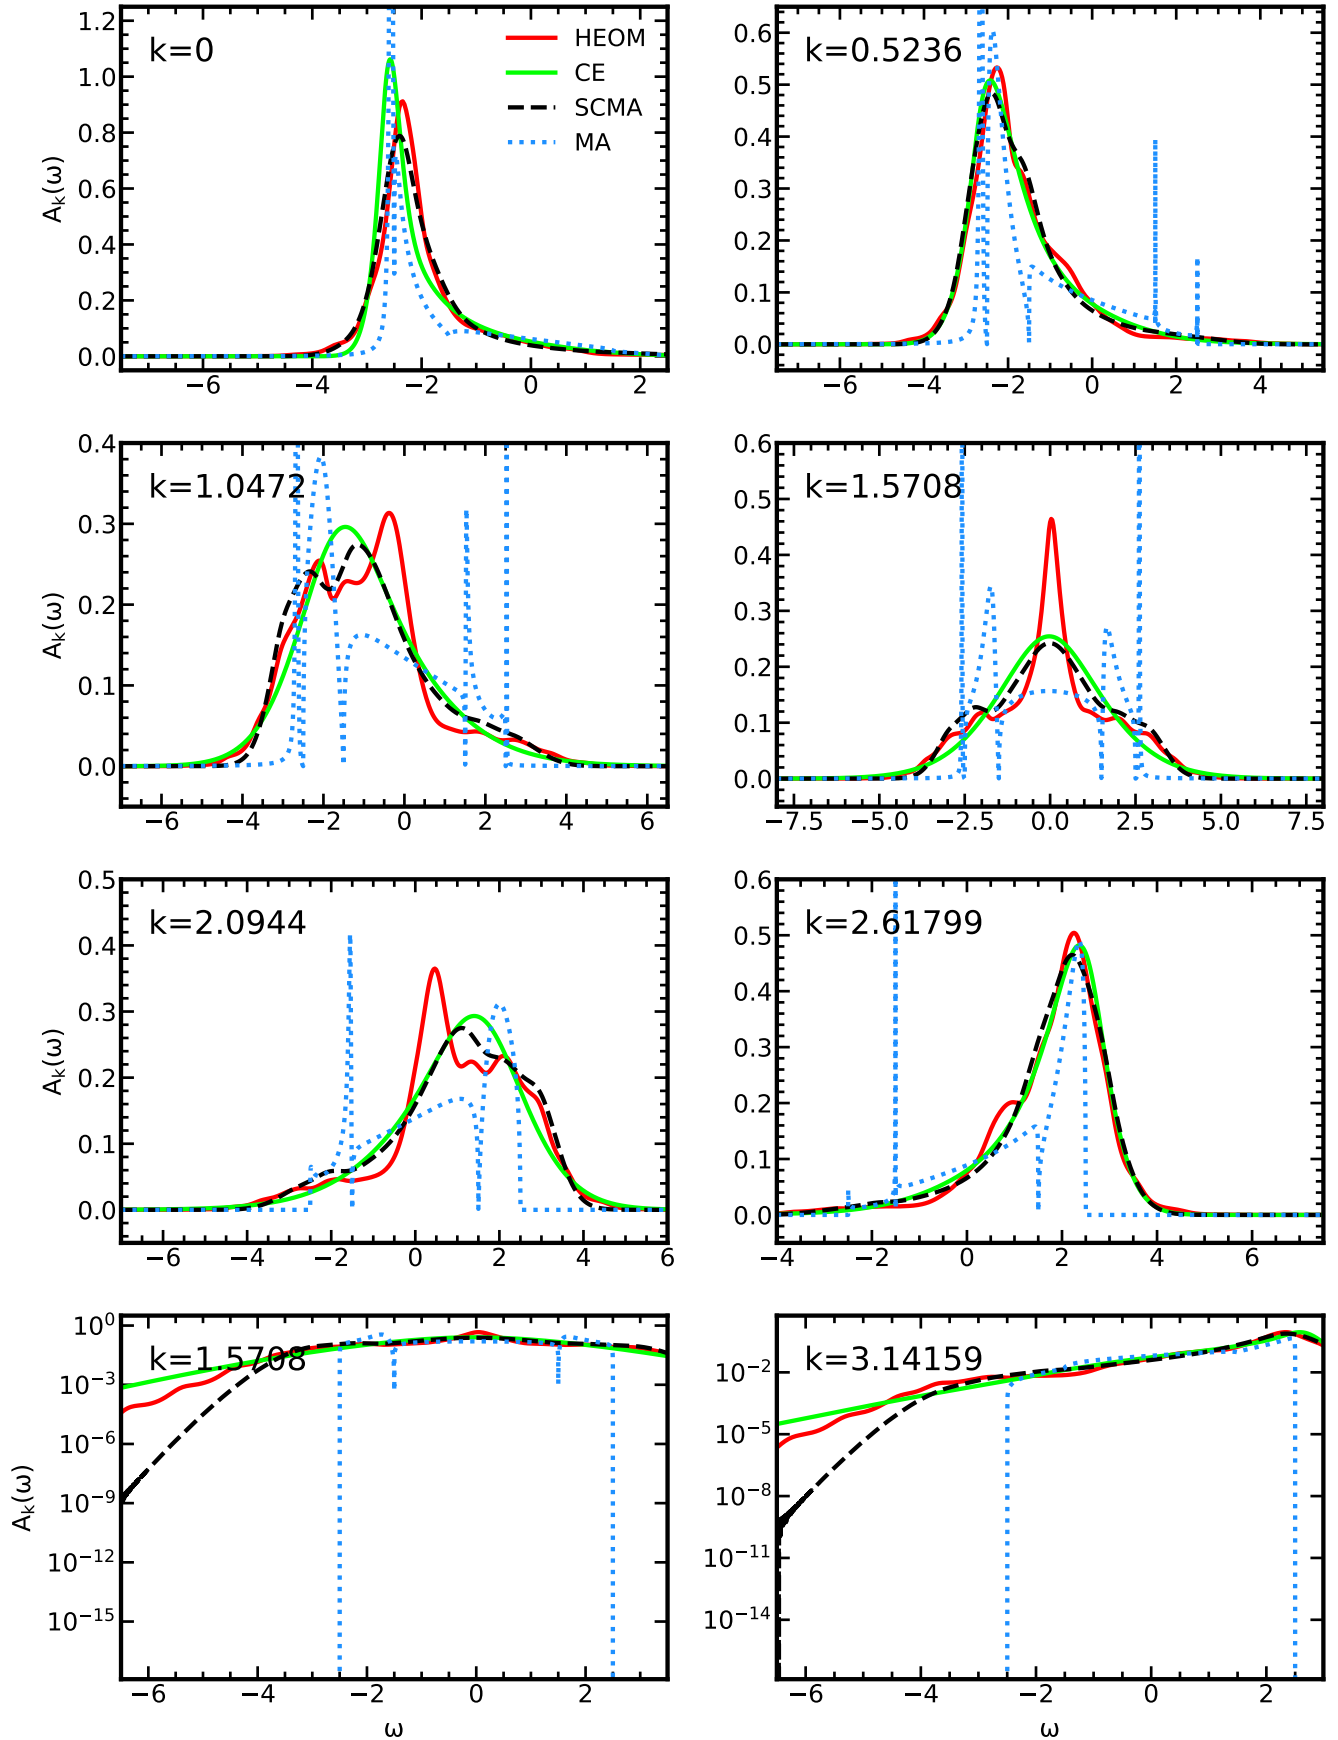 k=0
HEOM
CE
SCMA
MA
A_k(ω)
1.2
1.0
0.8
0.6
0.4
0.2
0.0
−6 −4 −2 0 2
k=0.5236
0.6
0.5
0.4
0.3
0.2
0.1
0.0
−6 −4 −2 0 2 4
k=1.0472
A_k(ω)
0.4
0.3
0.2
0.1
0.0
−6 −4 −2 0 2 4 6
k=1.5708
0.6
0.5
0.4
0.3
0.2
0.1
0.0
−7.5 −5.0 −2.5 0.0 2.5 5.0 7.5
k=2.0944
A_k(ω)
0.5
0.4
0.3
0.2
0.1
0.0
−6 −4 −2 0 2 4 6
k=2.61799
0.6
0.5
0.4
0.3
0.2
0.1
0.0
−4 −2 0 2 4 6
k=1.5708
A_k(ω)
10^0
10^−3
10^−6
10^−9
10^−12
10^−15
−6 −4 −2 0 2
ω
k=3.14159
10^−2
10^−5
10^−8
10^−11
10^−14
−6 −4 −2 0 2
ω